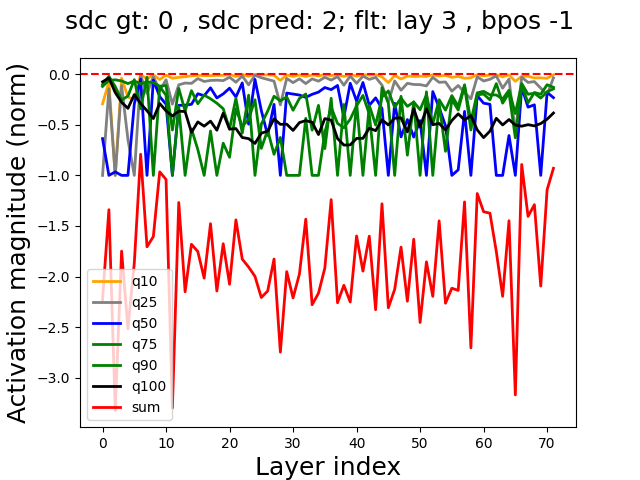 sdc gt: 0 , sdc pred: 2; flt: lay 3 , bpos -1
Activation magnitude (norm)
0.0
−0.5
−1.0
−1.5
−2.0
−2.5
−3.0
q10
q25
q50
q75
q90
q100
sum
0 10 20 30 40 50 60 70
Layer index